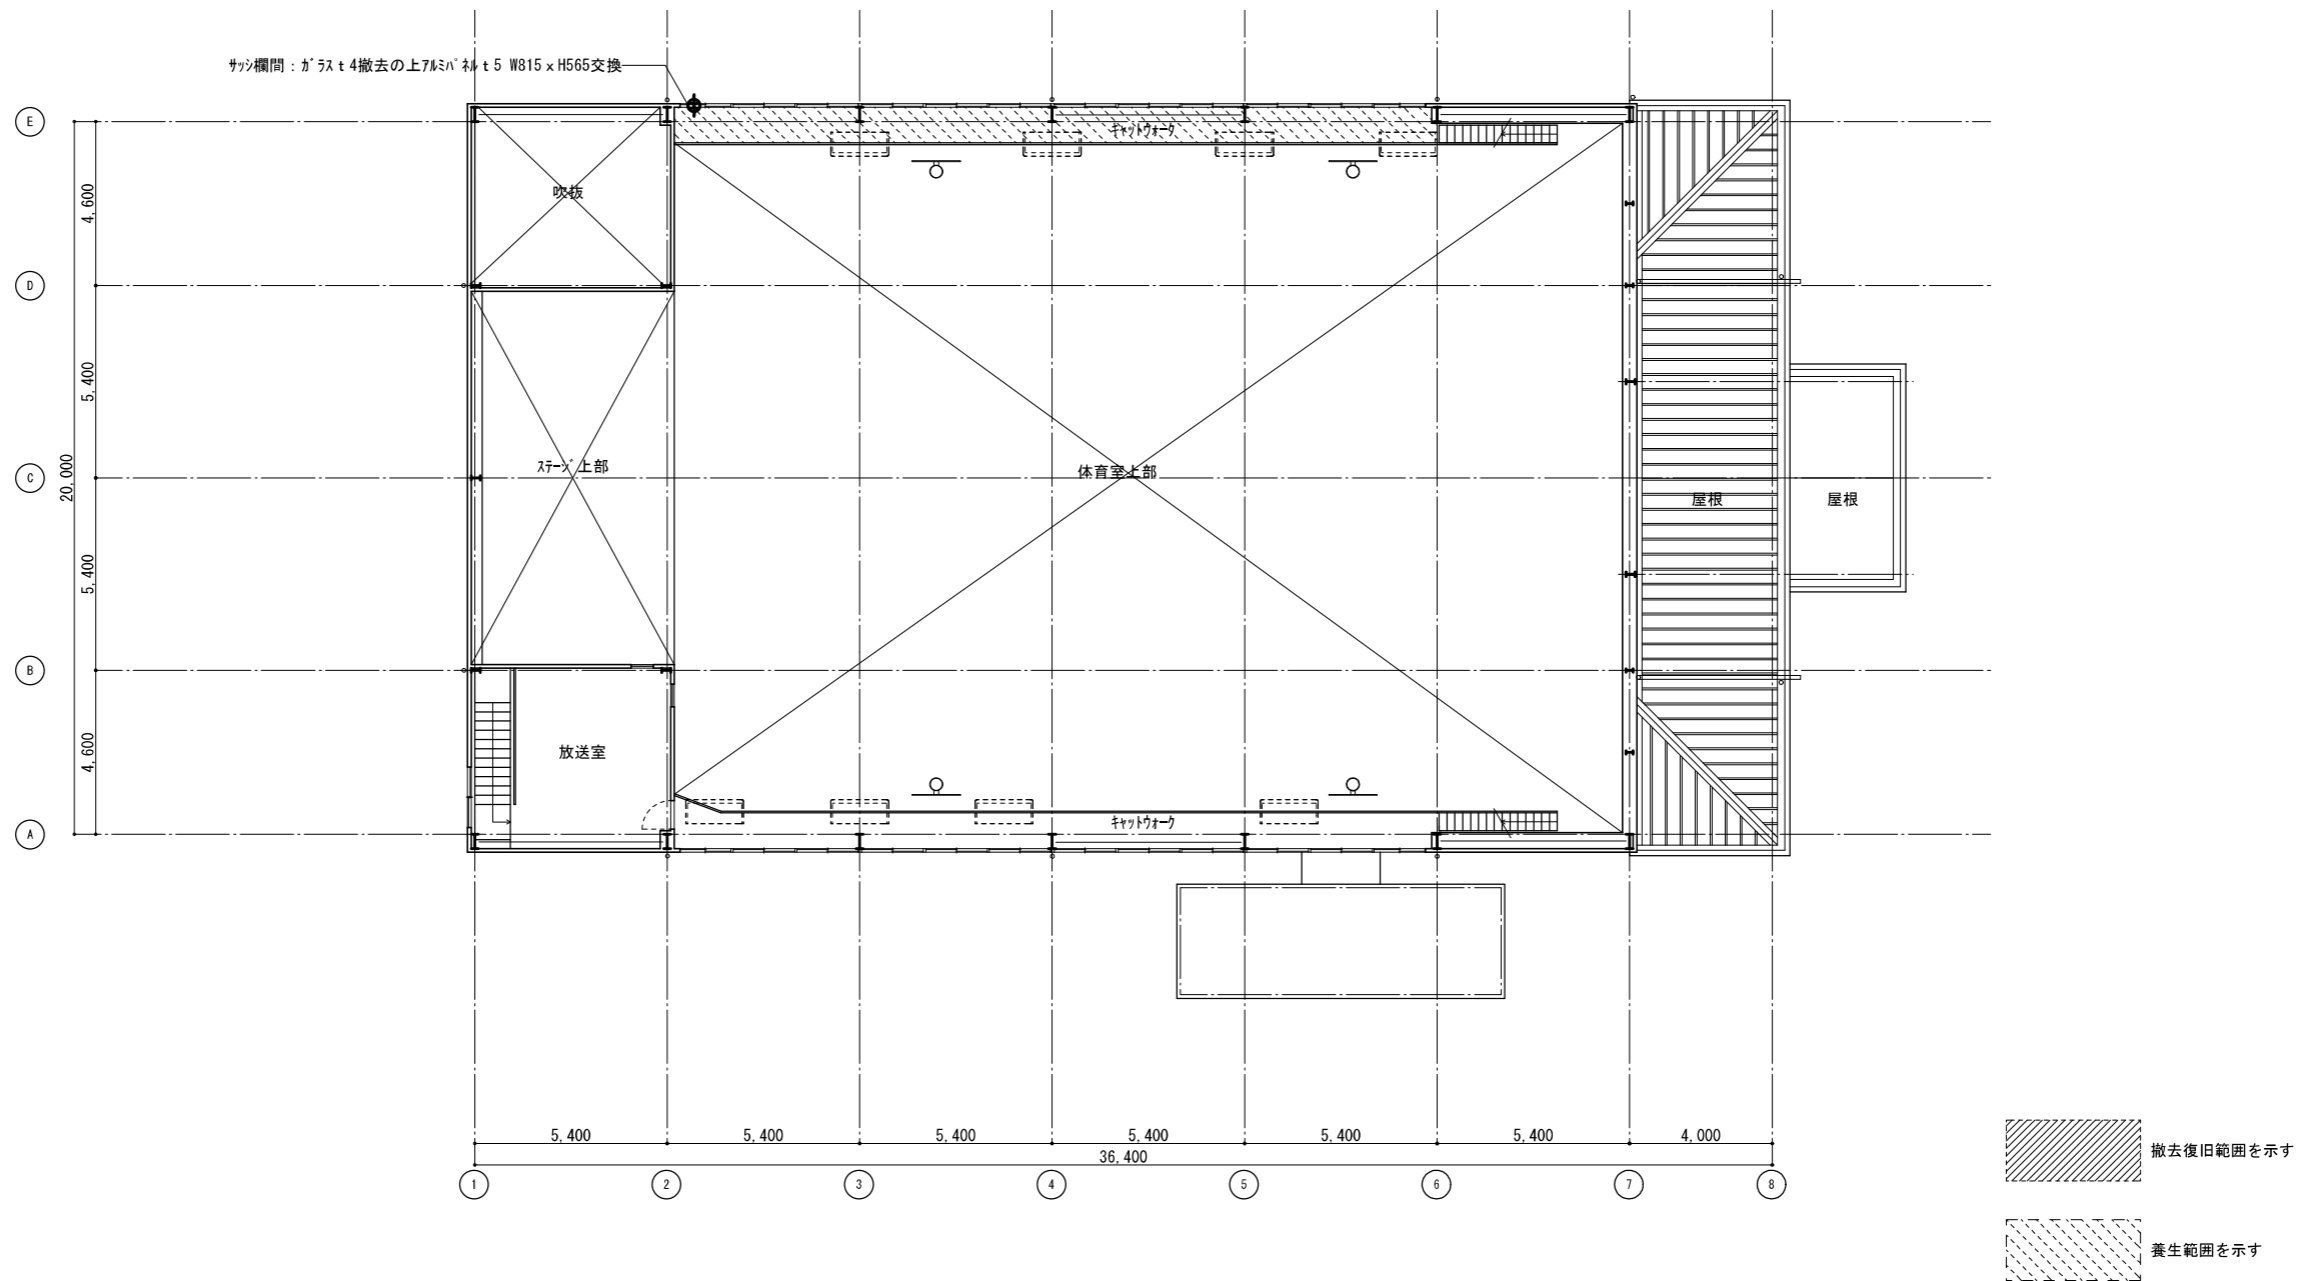 サッシ欄間：ガラスｔ4撤去の上アルミパネルｔ5 W815ｘH565交換
E
キャットウォーク
4,600
吹抜
D
5,400
ステージ上部
体育室上部
C
20,000
屋根
屋根
5,400
B
4,600
放送室
キャットウォーク
A
5,400
5,400
5,400
5,400
5,400
5,400
4,000
36,400
1
2
3
4
5
6
7
8
撤去復旧範囲を示す
養生範囲を示す